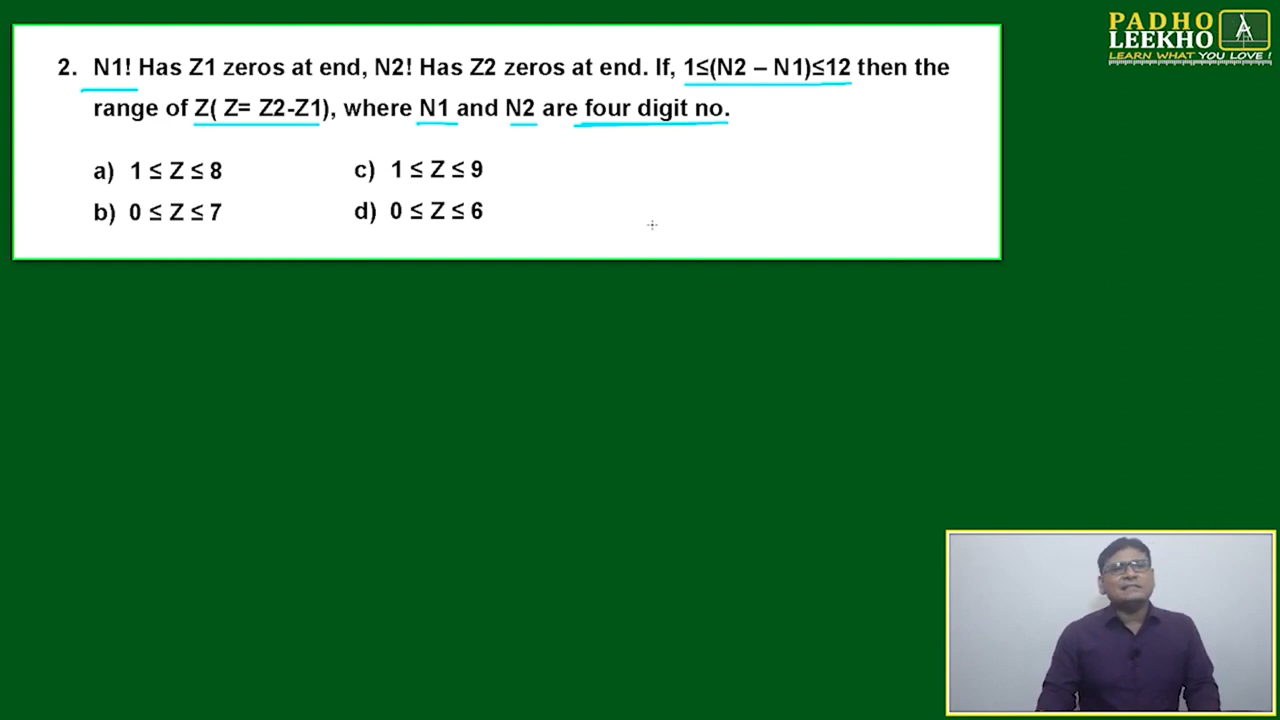 PADHO
LEEKHO
LEARN WHAT YOU LOVE !
2. N1! Has Z1 zeros at end, N2! Has Z2 zeros at end. If, 1≤(N2 – N1)≤12 then the
range of Z( Z= Z2-Z1), where N1 and N2 are four digit no.
a) 1 ≤ Z ≤ 8
c) 1 ≤ Z ≤ 9
b) 0 ≤ Z ≤ 7
d) 0 ≤ Z ≤ 6